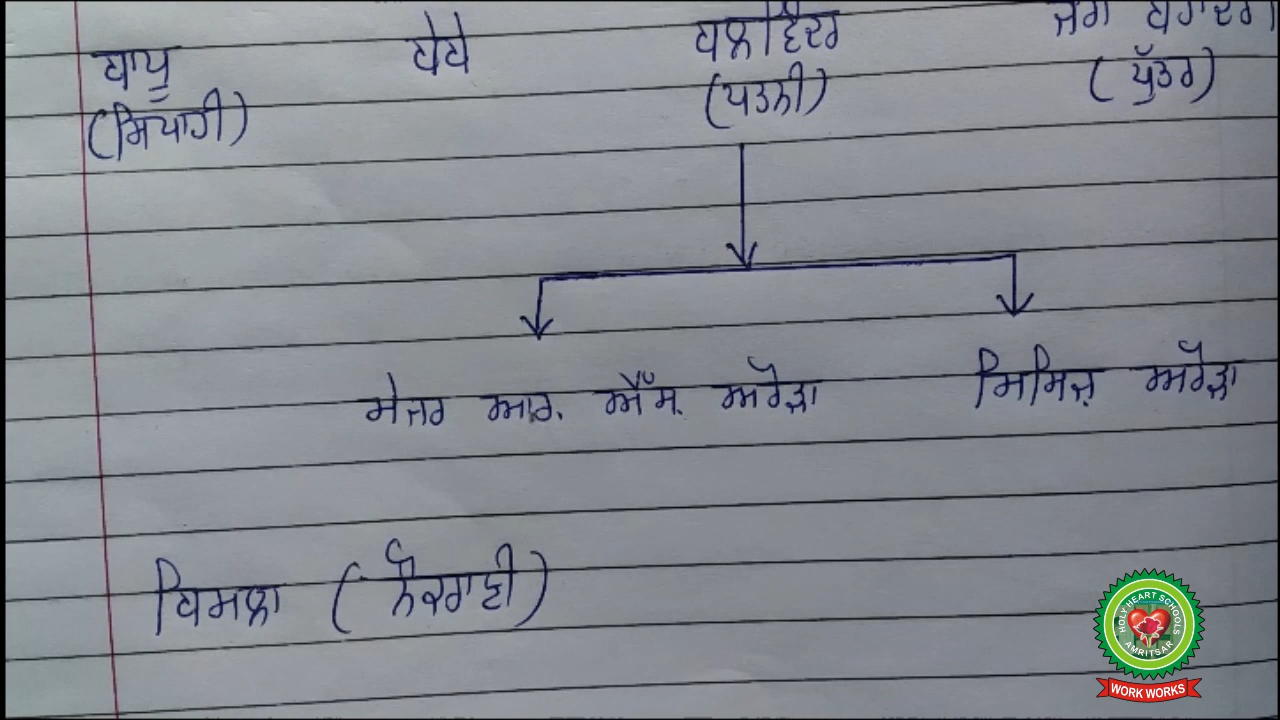 ਬਾਪੂ ਬੇਬੇ ਬਲਵਿੰਦਰ ਜੰਗ ਬਹਾਦਰ
(ਸਿਪਾਹੀ) (ਪਤਨੀ) (ਪੁੱਤਰ)
ਮੇਜਰ ਆਰ. ਐੱਮ. ਅਰੋੜਾ ਮਿਸਿਜ਼ ਅਰੋੜਾ
ਬਿਮਲਾ (ਨੌਕਰਾਣੀ)
HOLY HEART SCHOOLS
AMRITSAR
WORK WORKS